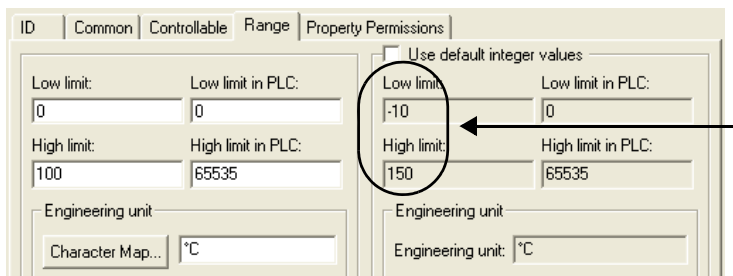 ID Common Controllable Range Property Permissions
Use default integer values
Low limit: Low limit in PLC: Low limit: Low limit in PLC:
0 0 -10 0
High limit: High limit in PLC: High limit: High limit in PLC:
100 65535 150 65535
Engineering unit Engineering unit
Character Map... °C Engineering unit: °C